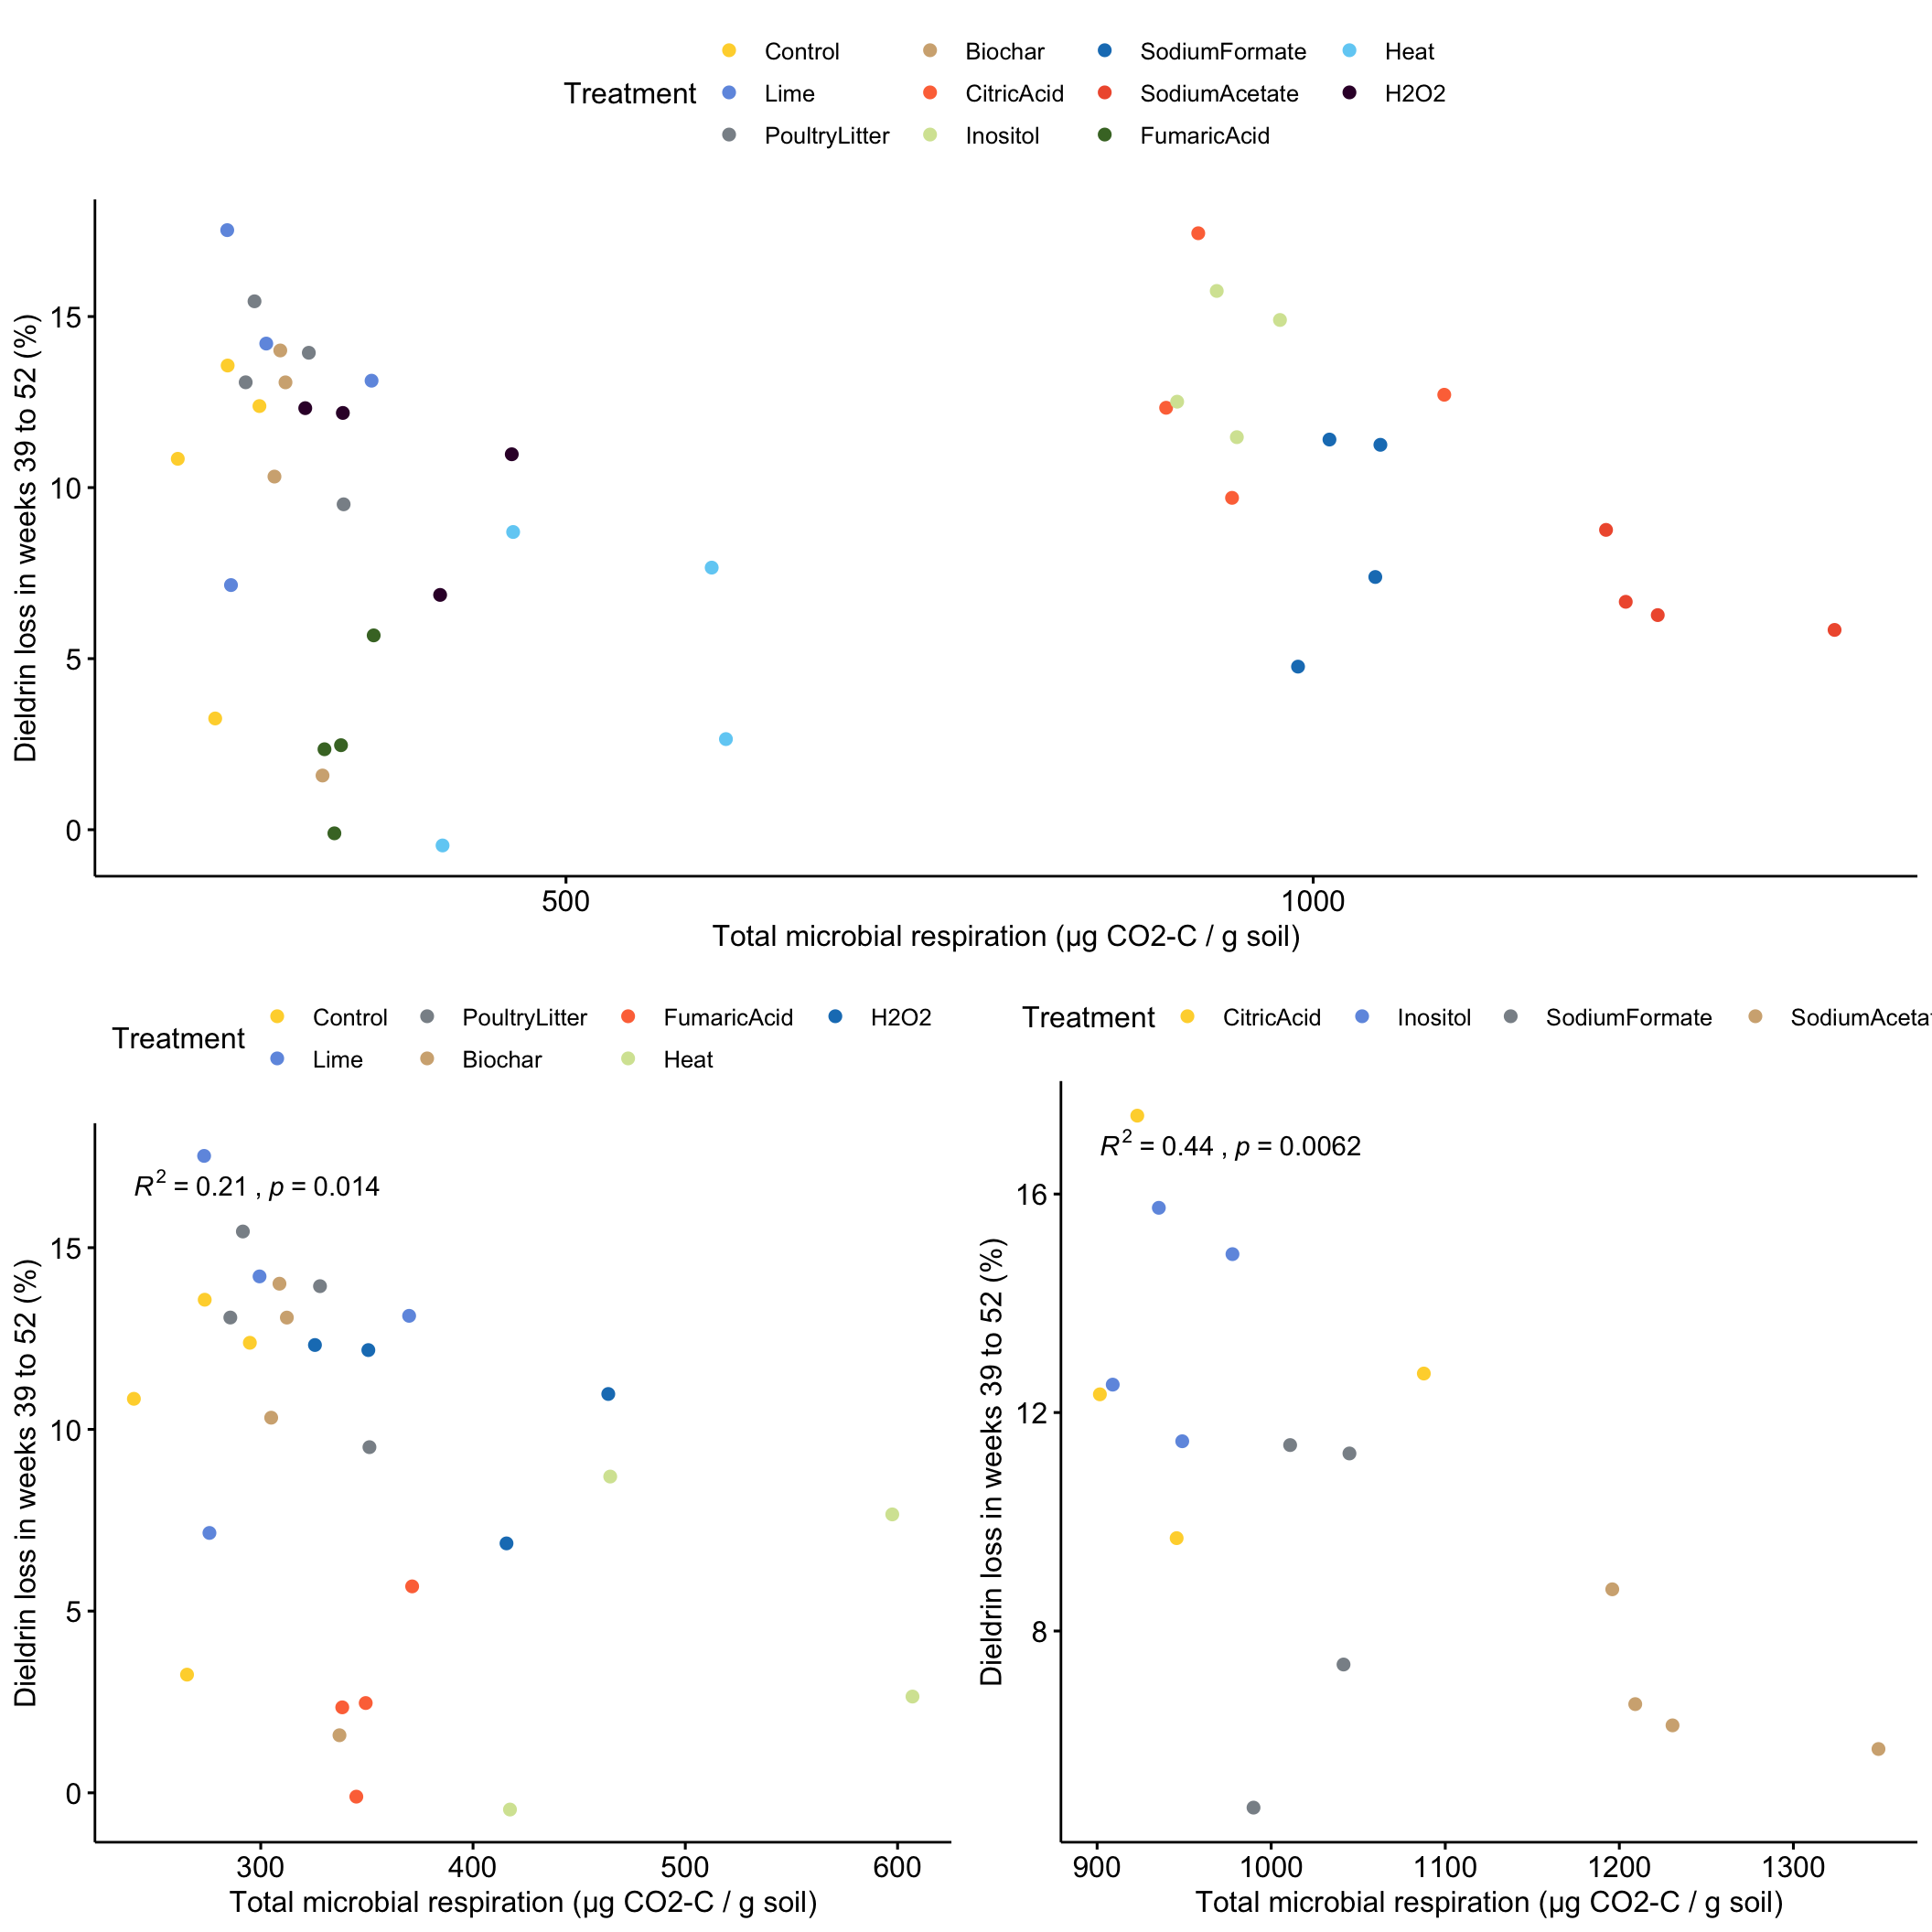 Control Biochar SodiumFormate Heat
Treatment Lime CitricAcid SodiumAcetate H2O2
PoultryLitter Inositol FumaricAcid
Dieldrin loss in weeks 39 to 52 (%)
15
10
5
0
500 1000
Total microbial respiration (µg CO2-C / g soil)
Treatment Control PoultryLitter FumaricAcid H2O2
Lime Biochar Heat
R2 = 0.21 , p = 0.014
Dieldrin loss in weeks 39 to 52 (%)
15
10
5
0
300 400 500 600
Total microbial respiration (µg CO2-C / g soil)
Treatment CitricAcid Inositol SodiumFormate SodiumAcetat
R2 = 0.44 , p = 0.0062
Dieldrin loss in weeks 39 to 52 (%)
16
12
8
900 1000 1100 1200 1300
Total microbial respiration (µg CO2-C / g soil)